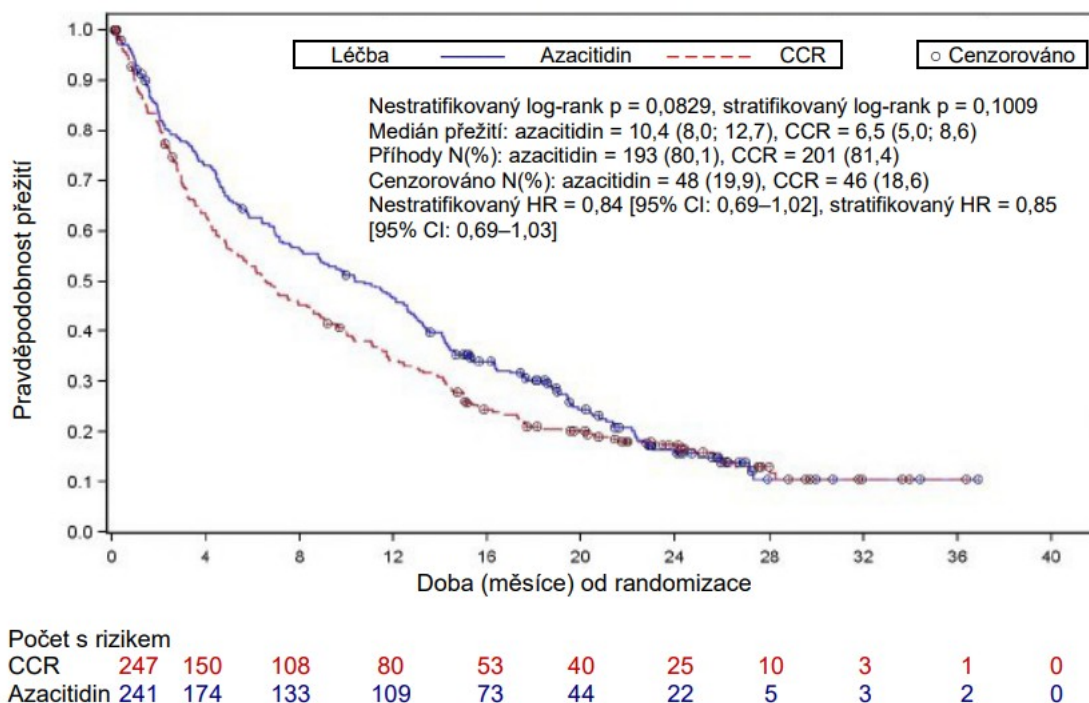 Léčba Azacitidin CCR Cenzorováno
Nestratifikovaný log-rank p = 0,0829, stratifikovaný log-rank p = 0,1009
Medián přežití: azacitidin = 10,4 (8,0; 12,7), CCR = 6,5 (5,0; 8,6)
Příhody N(%): azacitidin = 193 (80,1), CCR = 201 (81,4)
Cenzorováno N(%): azacitidin = 48 (19,9), CCR = 46 (18,6)
Nestratifikovaný HR = 0,84 [95% CI: 0,69–1,02], stratifikovaný HR = 0,85
[95% CI: 0,69–1,03]
Pravděpodobnost přežití
1.0
0.9
0.8
0.7
0.6
0.5
0.4
0.3
0.2
0.1
0.0
0 4 8 12 16 20 24 28 32 36 40
Doba (měsíce) od randomizace
Počet s rizikem
CCR 247 150 108 80 53 40 25 10 3 1 0
Azacitidin 241 174 133 109 73 44 22 5 3 2 0